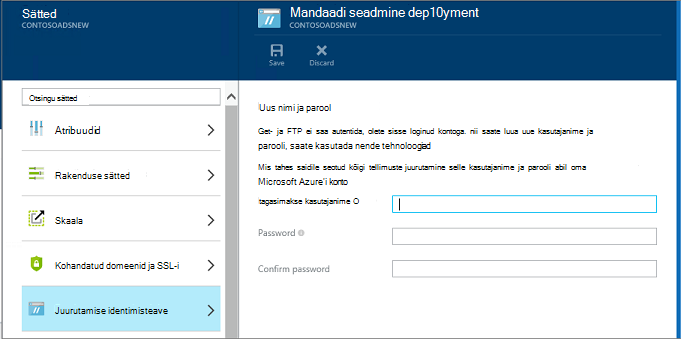 Sätted
CONTOSOADSNEW
Otsingu sätted
Atribuudid
Rakenduse sätted
Skaala
Kohandatud domeenid ja SSL-i
Juurutamise identimisteave
Mandaadi seadmine dep10yment
CONTOSOADSNEW
Save
Discard
Uus nimi ja parool
Get- ja FTP ei saa autentida, olete sisse loginud kontoga. nii saate luua uue kasutajanime ja
parooli, saate kasutada nende tehnoloogiad
Mis tahes saidile seotud kõigi tellimuste juurutamine selle kasutajanime ja parooli abil oma
Microsoft Azure'i konto
tagasimakse kasutajanime O
Password
Confirm password